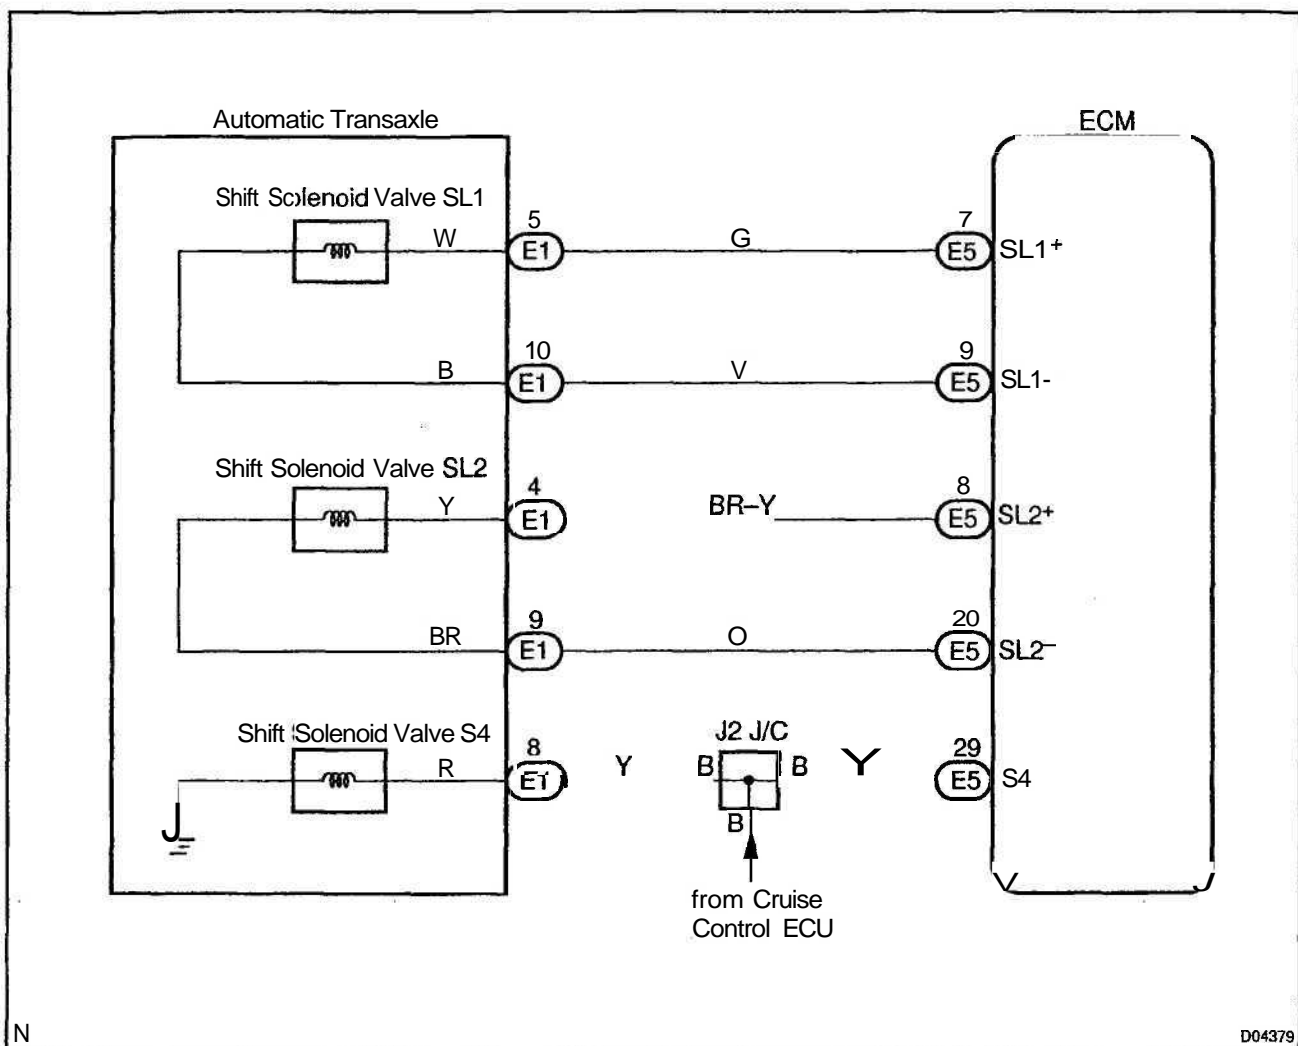 Automatic Transaxle
ECM
Shift Solenoid Valve SL1
W
5
E1
G
7
E5
SL1+
B
10
E1
V
9
E5
SL1-
Shift Solenoid Valve SL2
Y
4
E1
BR-Y
8
E5
SL2+
BR
9
E1
O
20
E5
SL2-
Shift Solenoid Valve S4
R
8
E1
Y
J2 J/C
B
B
B
Y
29
E5
S4
from Cruise
Control ECU
N
D04379